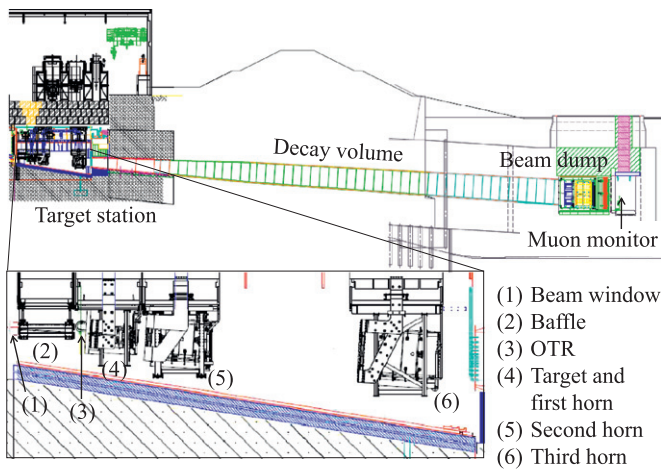 Decay volume
Beam dump
Target station
Muon monitor
(1) Beam window
(2) Baffle
(3) OTR
(4) Target and
first horn
(5) Second horn
(6) Third horn
(2)
(4)
(5)
(6)
(1)
(3)